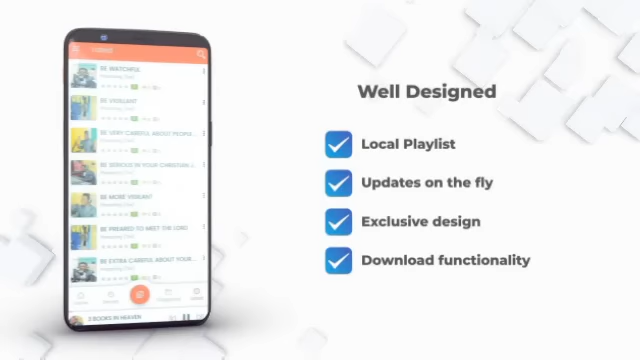 BE WATCHFUL
BE VIGILANT
BE VERY CAREFUL ABOUT PEOPL...
BE SERIOUS IN YOUR CHRISTIAN
BE MORE VIGILANT
BE PREPARED TO MEET THE LORD
BE EXTRA CAREFUL ABOUT YOUR...
3 BOOKS IN HEAVEN
Well Designed
Local Playlist
Updates on the fly
Exclusive design
Download functionality